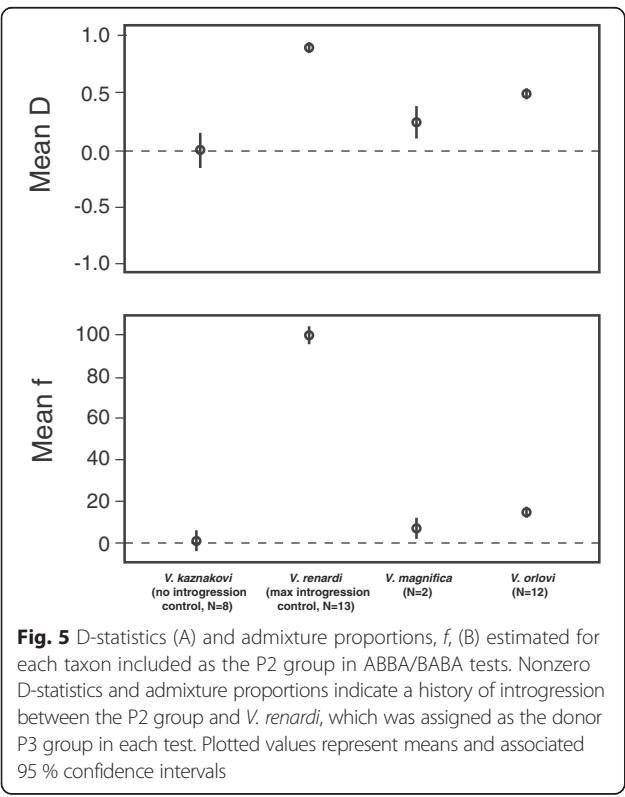 1.0
0.5
0.0
-0.5
-1.0
Mean D
100
80
60
40
20
0
Mean f
V. kaznakovi
(no introgression
control, N=8)
V. renardi
(max introgression
control, N=13)
V. magnifica
(N=2)
V. orlovi
(N=12)
Fig. 5 D-statistics (A) and admixture proportions, f, (B) estimated for
each taxon included as the P2 group in ABBA/BABA tests. Nonzero
D-statistics and admixture proportions indicate a history of introgression
between the P2 group and V. renardi, which was assigned as the donor
P3 group in each test. Plotted values represent means and associated
95 % confidence intervals